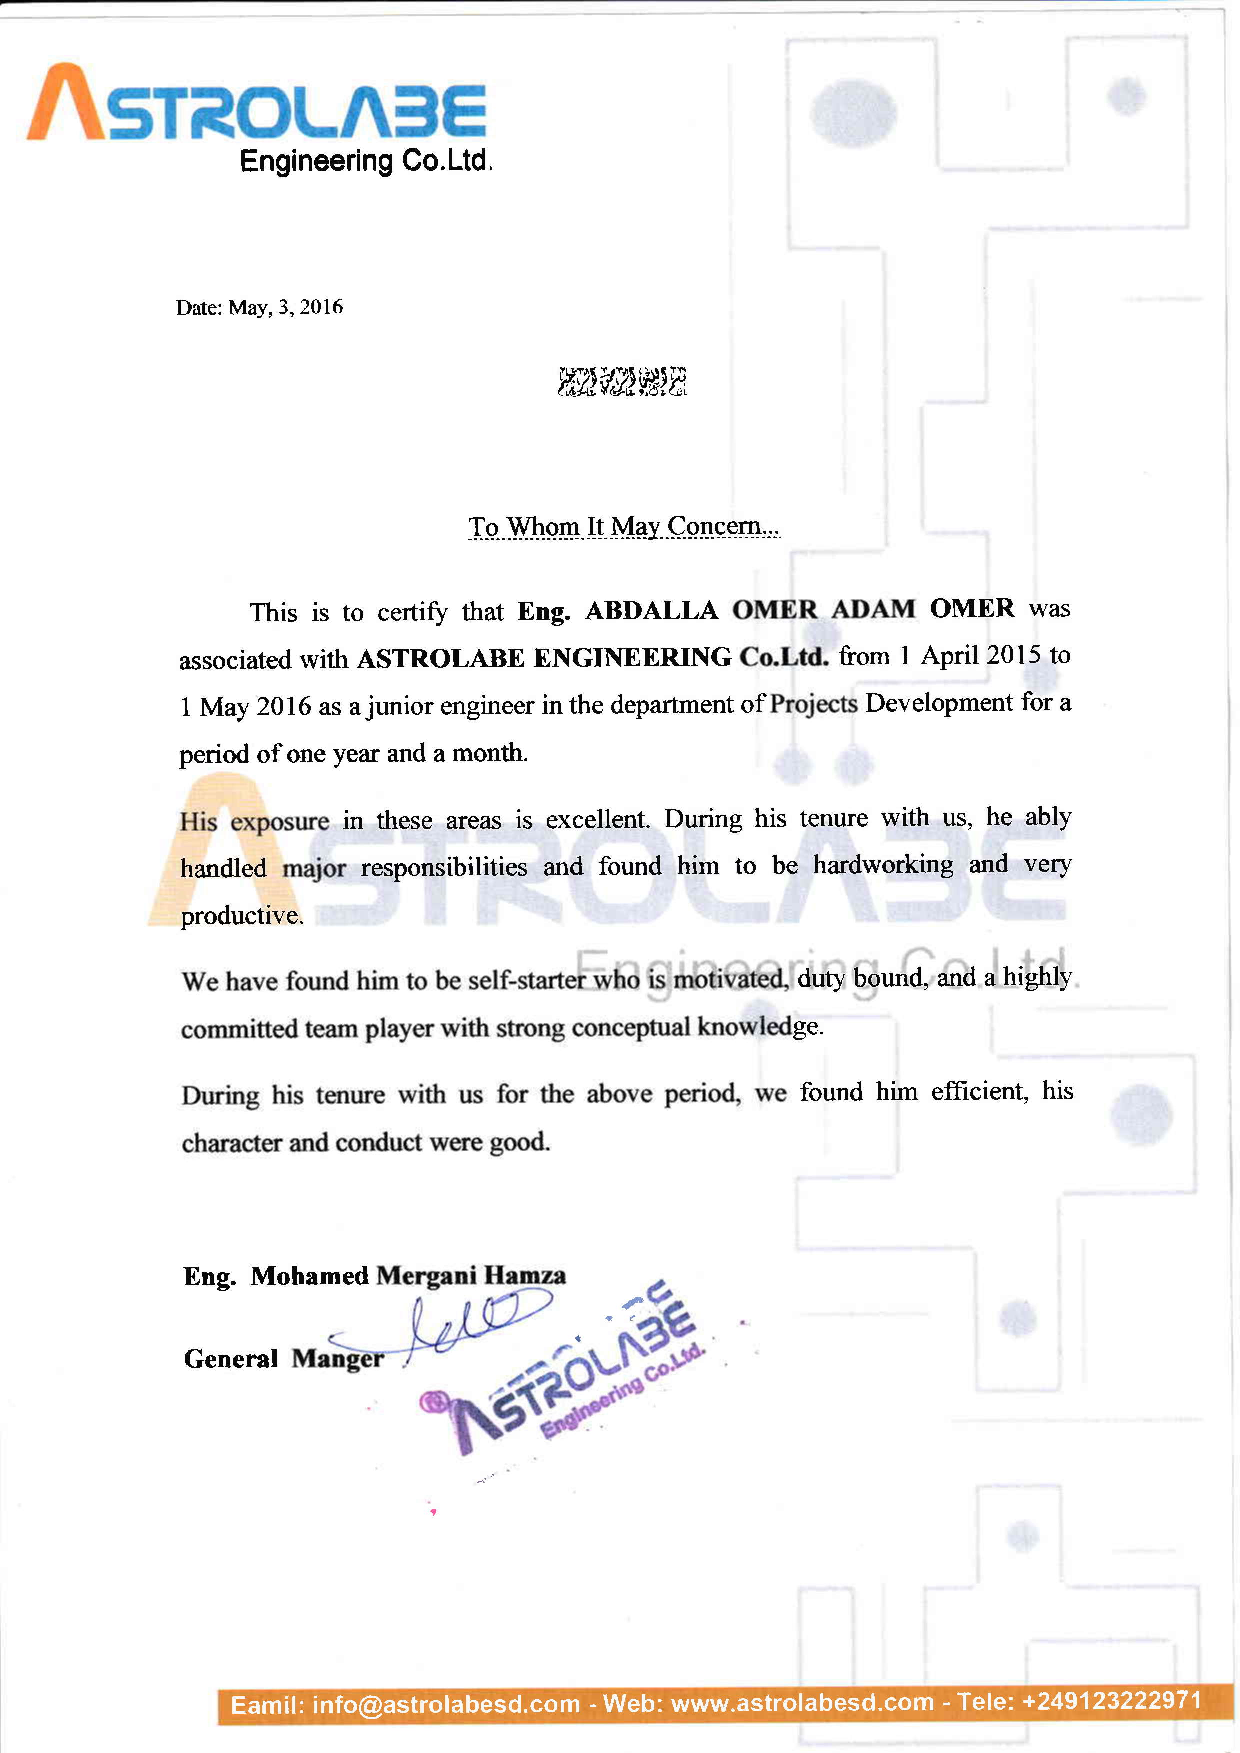 ASTROLABE
Engineering Co.Ltd.
Date: May, 3, 2016
To Whom It May Concern...
This is to certify that Eng. ABDALLA OMER ADAM OMER was
associated with ASTROLABE ENGINEERING Co.Ltd. from 1 April 2015 to
1 May 2016 as a junior engineer in the department of Projects Development for a
period of one year and a month.
His exposure in these areas is excellent. During his tenure with us, he ably
handled major responsibilities and found him to be hardworking and very
productive.
ASTROLABE
Engineering Co.Ltd.
We have found him to be self-starter who is motivated, duty bound, and a highly
committed team player with strong conceptual knowledge.
During his tenure with us for the above period, we found him efficient, his
character and conduct were good.
Eng. Mohamed Mergani Hamza
General Manger
ASTROLABE
Engineering Co.Ltd.
Eamil: info@astrolabesd.com - Web: www.astrolabesd.com - Tele: +249123222971